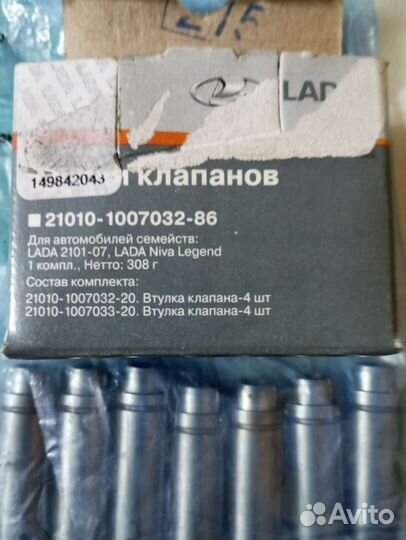 LAD
149842043
клапанов
21010-1007032-86
Для автомобилей семейств:
LADA 2101-07, LADA Niva Legend
1 компл., Нетто: 308 г
Состав комплекта:
21010-1007032-20. Втулка клапана-4 шт
21010-1007033-20. Втулка клапана-4 шт
Avito